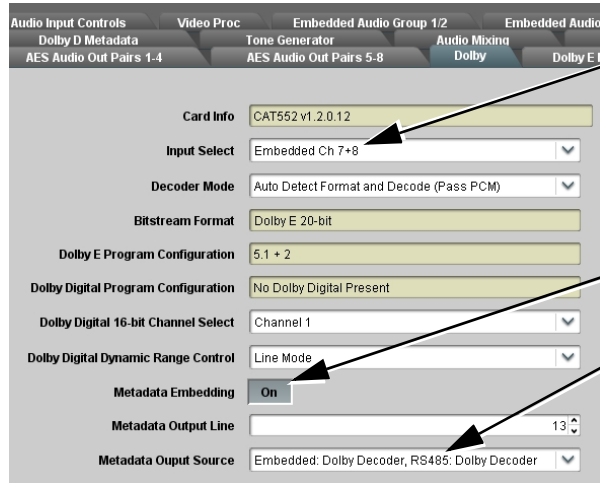 Audio Input Controls Video Proc Embedded Audio Group 1/2 Embedded Audio
Dolby D Metadata Tone Generator Audio Mixing
AES Audio Out Pairs 1-4 AES Audio Out Pairs 5-8 Dolby Dolby E
Card Info CAT552 v1.2.0.12
Input Select Embedded Ch 7+8
Decoder Mode Auto Detect Format and Decode (Pass PCM)
Bitstream Format Dolby E 20-bit
Dolby E Program Configuration 5.1 + 2
Dolby Digital Program Configuration No Dolby Digital Present
Dolby Digital 16-bit Channel Select Channel 1
Dolby Digital Dynamic Range Control Line Mode
Metadata Embedding On
Metadata Output Line 13
Metadata Ouput Source Embedded: Dolby Decoder, RS485: Dolby Decoder